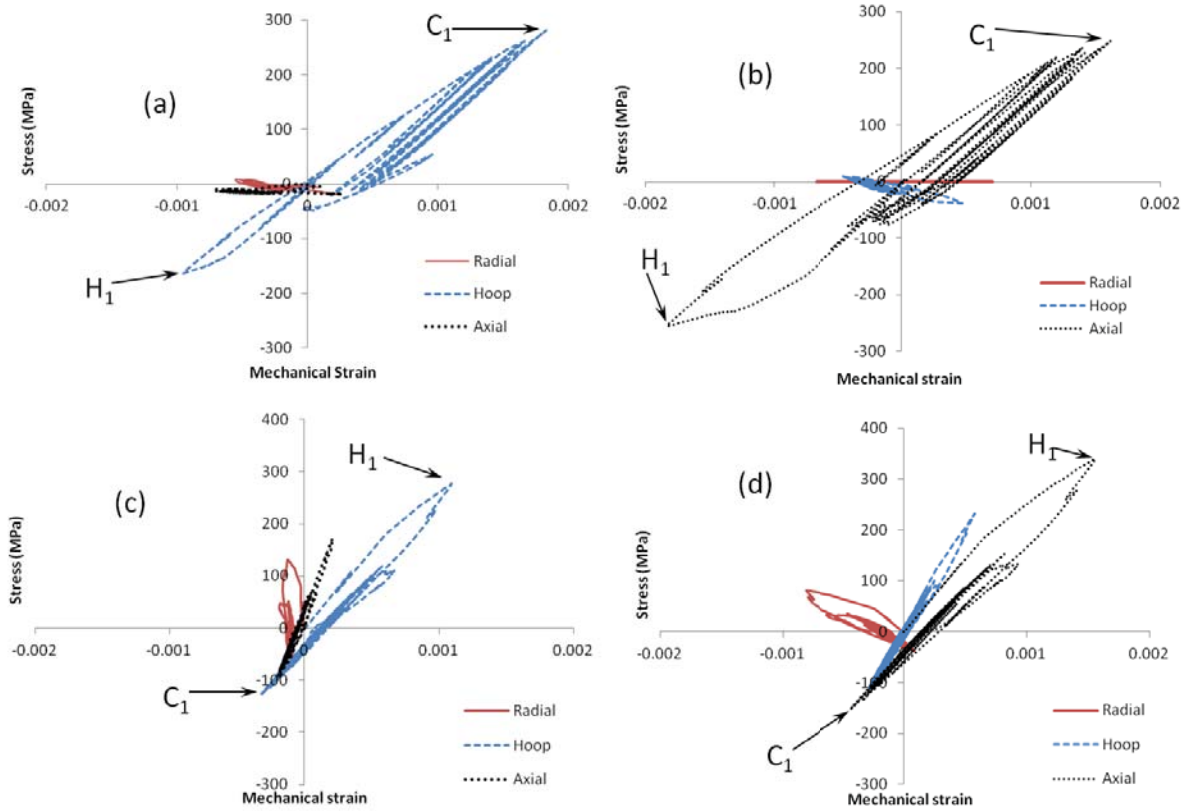 (a)
300
200
100
0
-100
-200
-300
-0.002
-0.001
0
0.001
0.002
Stress (MPa)
Mechanical Strain
C1
H1
Radial
Hoop
Axial
(b)
300
200
100
0
-100
-200
-300
-0.002
-0.001
0
0.001
0.002
Stress (MPa)
Mechanical strain
C1
H1
Radial
Hoop
Axial
(c)
400
300
200
100
0
-100
-200
-300
-0.002
-0.001
0
0.001
0.002
Stress (MPa)
Mechanical strain
H1
C1
Radial
Hoop
Axial
(d)
400
300
200
100
0
-100
-200
-300
-0.002
-0.001
0
0.001
0.002
Stress (MPa)
Mechanical strain
H1
C1
Radial
Hoop
Axial